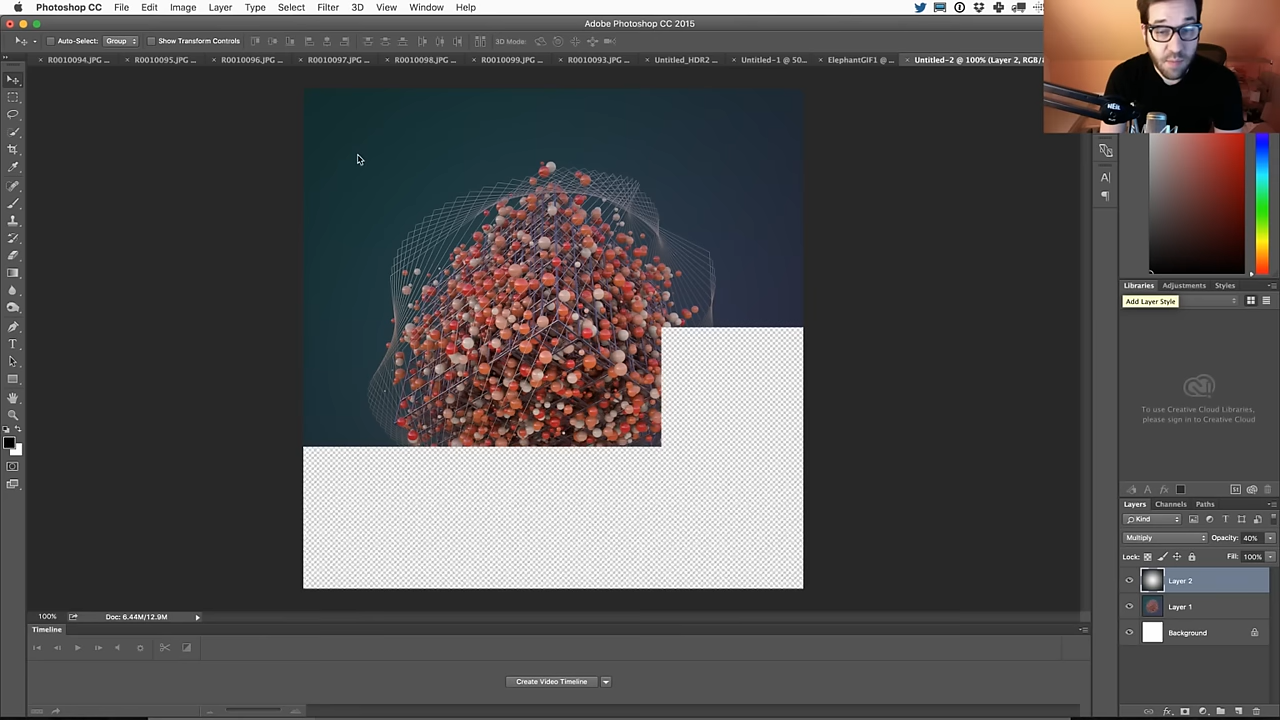 Photoshop CC File Edit Image Layer Type Select Filter 3D View Window Help
Adobe Photoshop CC 2015
Auto-Select: Group Show Transform Controls 3D Mode:
× R0010094.JPG ... × R0010095.JPG ... × R0010096.JPG ... × R0010097.JPG ... × R0010098.JPG ... × R0010099.JPG ... × R0010093.JPG ... × Untitled_HDR2 ... × Untitled-1 @ 50... × ElephantGIF1 @ ... × Untitled-2 @ 100% (Layer 2, RGB/8
NEIL
Libraries Adjustments Styles
Add Layer Style
To use Creative Cloud Libraries,
please sign in to Creative Cloud
Layers Channels Paths
Kind
Multiply Opacity: 40%
Lock: Fill: 100%
Layer 2
Layer 1
Background
100% Doc: 6.44M/12.9M
Timeline
Create Video Timeline